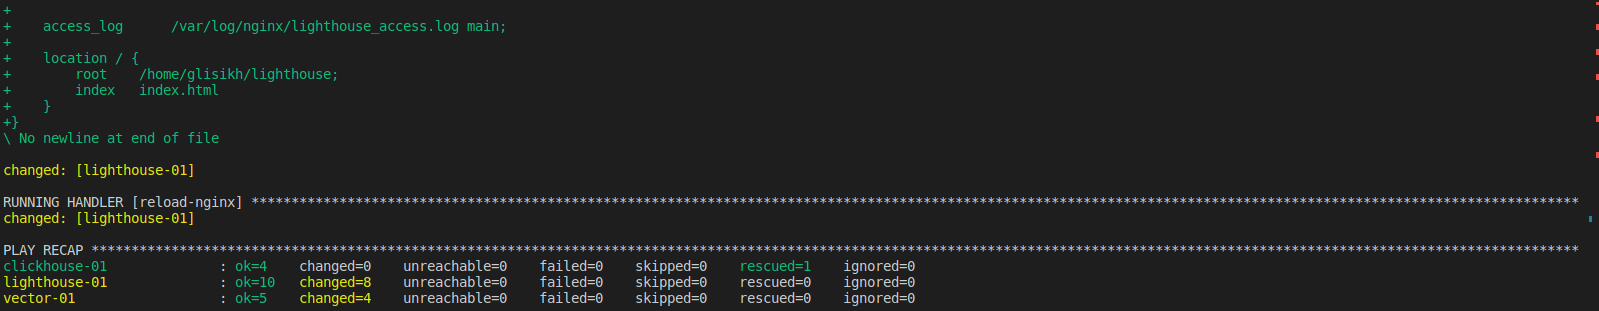 +
+    access_log      /var/log/nginx/lighthouse_access.log main;
+
+    location / {
+        root    /home/glisikh/lighthouse;
+        index   index.html
+    }
+}
\ No newline at end of file

changed: [lighthouse-01]

RUNNING HANDLER [reload-nginx] **********************************************************************************************************************************************************************
changed: [lighthouse-01]

PLAY RECAP ******************************************************************************************************************************************************************************************
clickhouse-01              : ok=4    changed=0    unreachable=0    failed=0    skipped=0    rescued=1    ignored=0
lighthouse-01              : ok=10   changed=8    unreachable=0    failed=0    skipped=0    rescued=0    ignored=0
vector-01                  : ok=5    changed=4    unreachable=0    failed=0    skipped=0    rescued=0    ignored=0